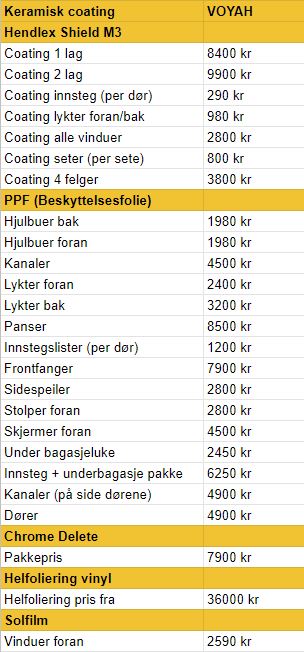 Keramisk coating VOYAH
Hendlex Shield M3
Coating 1 lag 8400 kr
Coating 2 lag 9900 kr
Coating innsteg (per dør) 290 kr
Coating lykter foran/bak 980 kr
Coating alle vinduer 2800 kr
Coating seter (per sete) 800 kr
Coating 4 felger 3800 kr
PPF (Beskyttelsesfolie)
Hjulbuer bak 1980 kr
Hjulbuer foran 1980 kr
Kanaler 4500 kr
Lykter foran 2400 kr
Lykter bak 3200 kr
Panser 8500 kr
Innstegslister (per dør) 1200 kr
Frontfanger 7900 kr
Sidespeiler 2800 kr
Stolper foran 2800 kr
Skjermer foran 4500 kr
Under bagasjeluke 2450 kr
Innsteg + underbagasje pakke 6250 kr
Kanaler (på side dørene) 4900 kr
Dører 4900 kr
Chrome Delete
Pakkepris 7900 kr
Helfoliering vinyl
Helfoliering pris fra 36000 kr
Solfilm
Vinduer foran 2590 kr